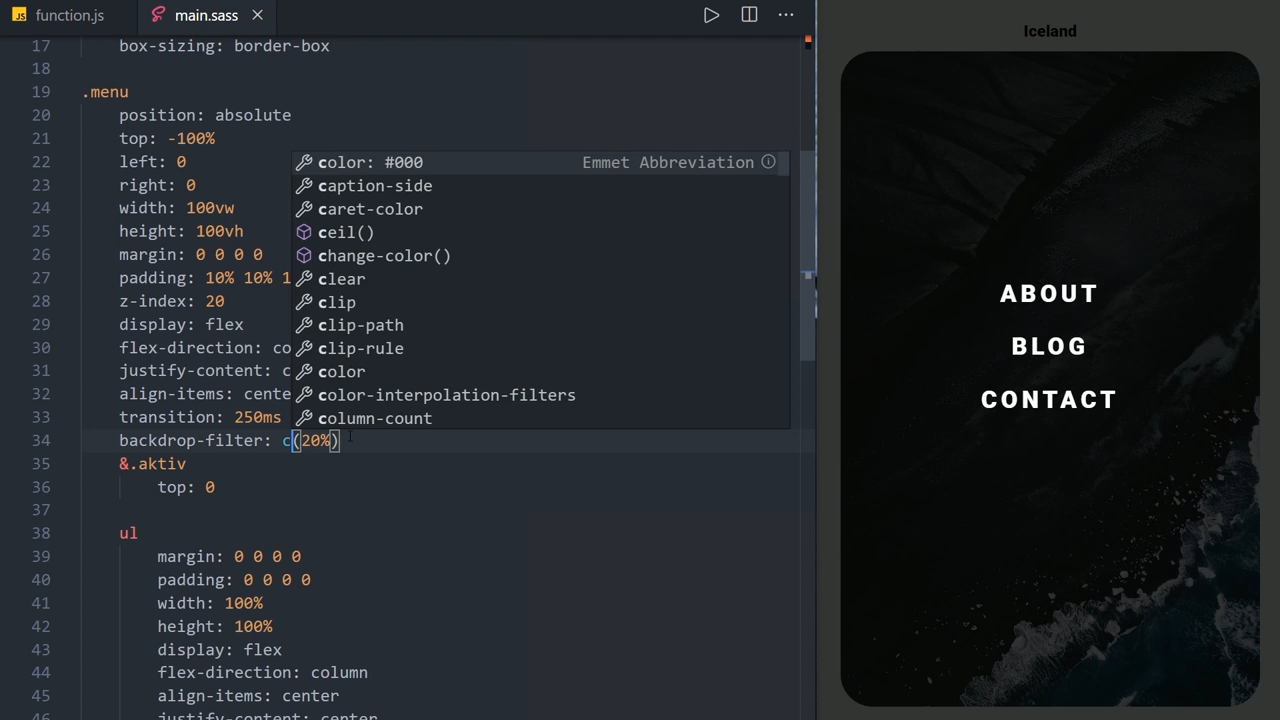 JS function.js main.sass
17 box-sizing: border-box
18
19 .menu
20 position: absolute
21 top: -100%
22 left: 0
23 right: 0
24 width: 100vw
25 height: 100vh
26 margin: 0 0 0 0
27 padding: 10% 10% 1
28 z-index: 20
29 display: flex
30 flex-direction: co
31 justify-content: c
32 align-items: cente
33 transition: 250ms
34 backdrop-filter: c(20%)
35 &.aktiv
36 top: 0
37
38 ul
39 margin: 0 0 0 0
40 padding: 0 0 0 0
41 width: 100%
42 height: 100%
43 display: flex
44 flex-direction: column
45 align-items: center
46 justify-content: center
color: #000 Emmet Abbreviation
caption-side
caret-color
ceil()
change-color()
clear
clip
clip-path
clip-rule
color
color-interpolation-filters
column-count
Iceland
ABOUT
BLOG
CONTACT